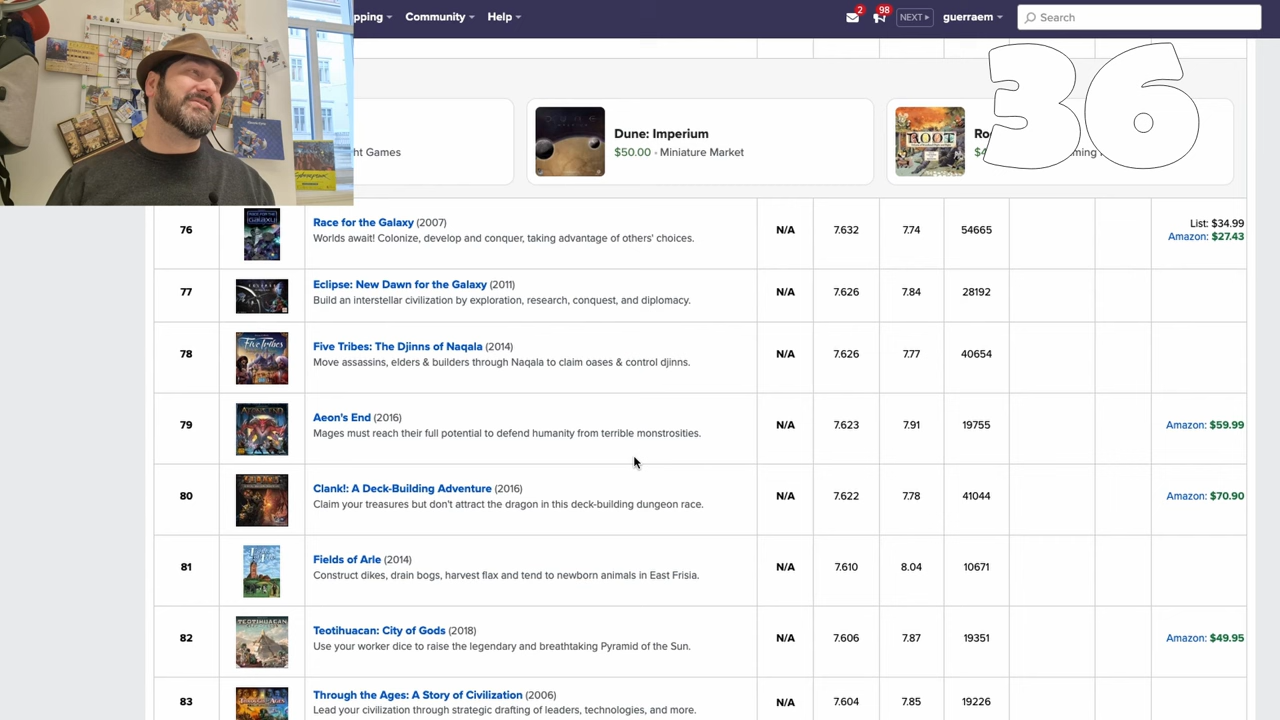 pping Community Help
2 98 NEXT guerraem Search
36
ht Games
Dune: Imperium
$50.00 - Miniature Market
ROOT
76 Race for the Galaxy (2007) N/A 7.632 7.74 54665 List: $34.99
Worlds await! Colonize, develop and conquer, taking advantage of others' choices. Amazon: $27.43
77 Eclipse: New Dawn for the Galaxy (2011) N/A 7.626 7.84 28192
Build an interstellar civilization by exploration, research, conquest, and diplomacy.
78 Five Tribes: The Djinns of Naqala (2014) N/A 7.626 7.77 40654
Move assassins, elders & builders through Naqala to claim oases & control djinns.
79 Aeon's End (2016) N/A 7.623 7.91 19755 Amazon: $59.99
Mages must reach their full potential to defend humanity from terrible monstrosities.
80 Clank!: A Deck-Building Adventure (2016) N/A 7.622 7.78 41044 Amazon: $70.90
Claim your treasures but don't attract the dragon in this deck-building dungeon race.
81 Fields of Arle (2014) N/A 7.610 8.04 10671
Construct dikes, drain bogs, harvest flax and tend to newborn animals in East Frisia.
82 Teotihuacan: City of Gods (2018) N/A 7.606 7.87 19351 Amazon: $49.95
Use your worker dice to raise the legendary and breathtaking Pyramid of the Sun.
83 Through the Ages: A Story of Civilization (2006) N/A 7.604 7.85 19226
Lead your civilization through strategic drafting of leaders, technologies, and more.